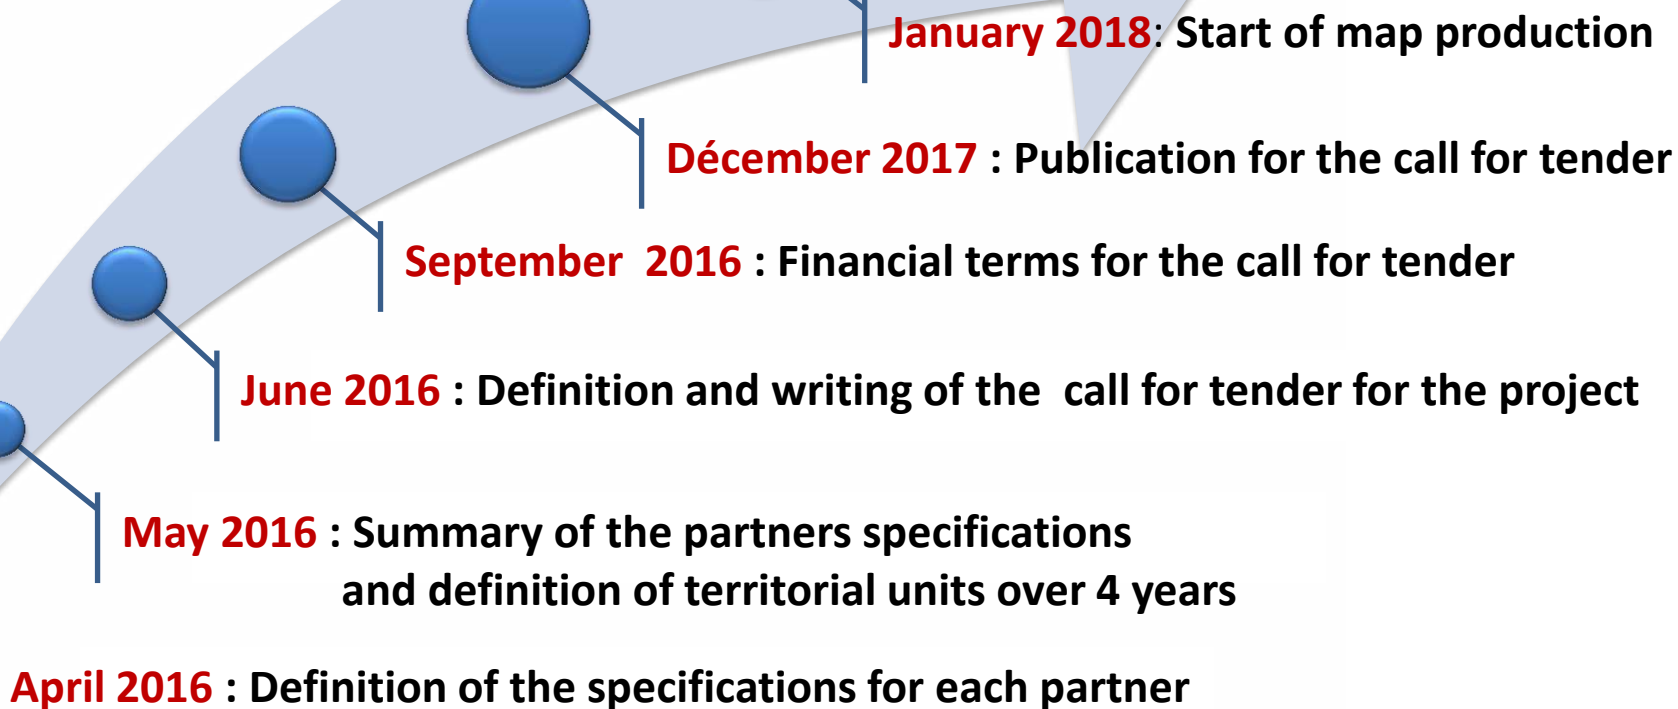 January 2018: Start of map production
Décember 2017 : Publication for the call for tender
September 2016 : Financial terms for the call for tender
June 2016 : Definition and writing of the call for tender for the project
May 2016 : Summary of the partners specifications
and definition of territorial units over 4 years
April 2016 : Definition of the specifications for each partner